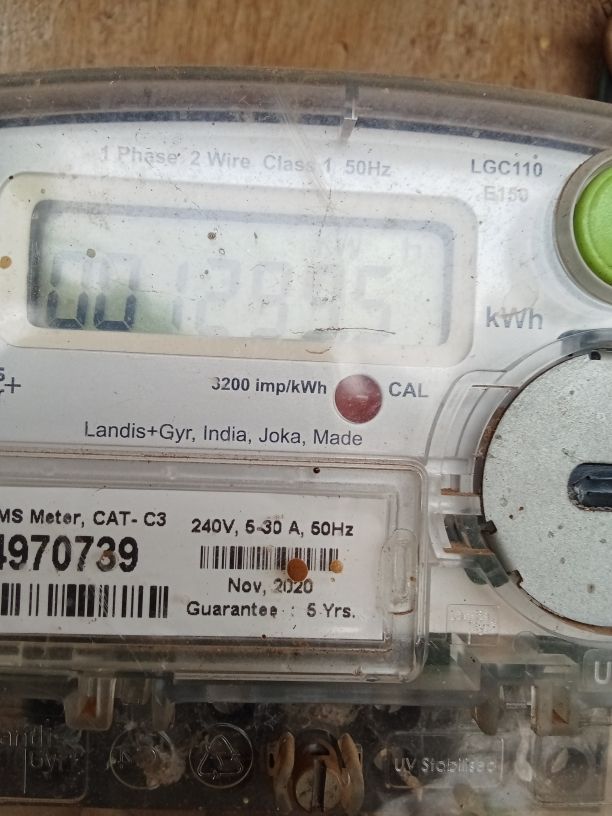 1 Phase 2 Wire Class 1 50Hz
LGC110
E150
kWh
3200 imp/kWh
CAL
Landis+Gyr, India, Joka, Made
MS Meter, CAT- C3
4970739
240V, 5-30 A, 50Hz
Nov, 2020
Guarantee : 5 Yrs.
UV Stabilised